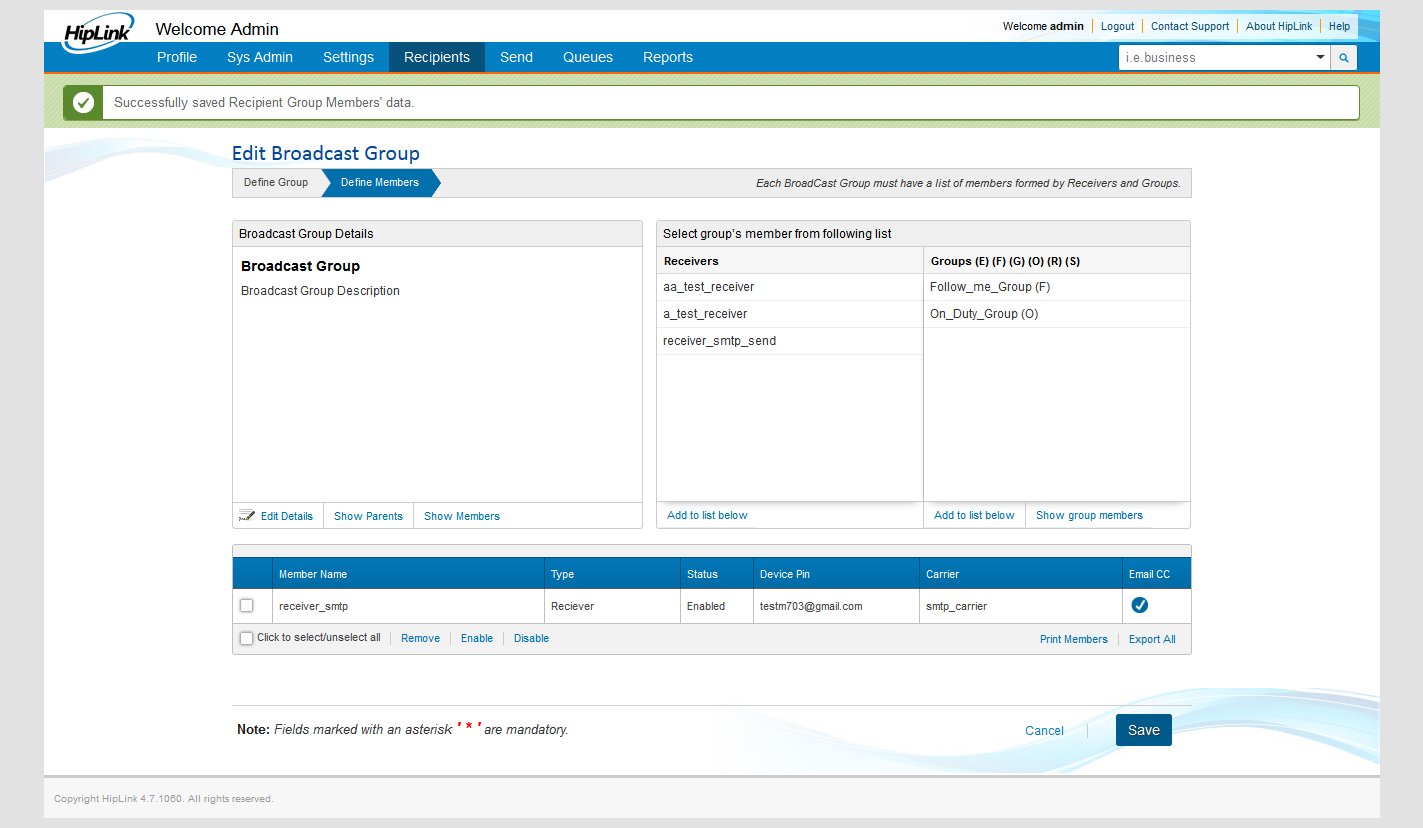 HipLink
Welcome Admin
Welcome admin Logout Contact Support About HipLink Help
Profile Sys Admin Settings Recipients Send Queues Reports i.e.business
Successfully saved Recipient Group Members' data.
Edit Broadcast Group
Define Group Define Members Each BroadCast Group must have a list of members formed by Receivers and Groups.
Broadcast Group Details
Broadcast Group
Broadcast Group Description
Edit Details Show Parents Show Members
Select group's member from following list
Receivers Groups (E) (F) (G) (O) (R) (S)
aa_test_receiver Follow_me_Group (F)
a_test_receiver On_Duty_Group (O)
receiver_smtp_send
Add to list below Add to list below Show group members
Member Name Type Status Device Pin Carrier Email CC
receiver_smtp Reciever Enabled testm703@gmail.com smtp_carrier
Click to select/unselect all Remove Enable Disable Print Members Export All
Note: Fields marked with an asterisk ' * ' are mandatory. Cancel Save
Copyright HipLink 4.7.1060. All rights reserved.